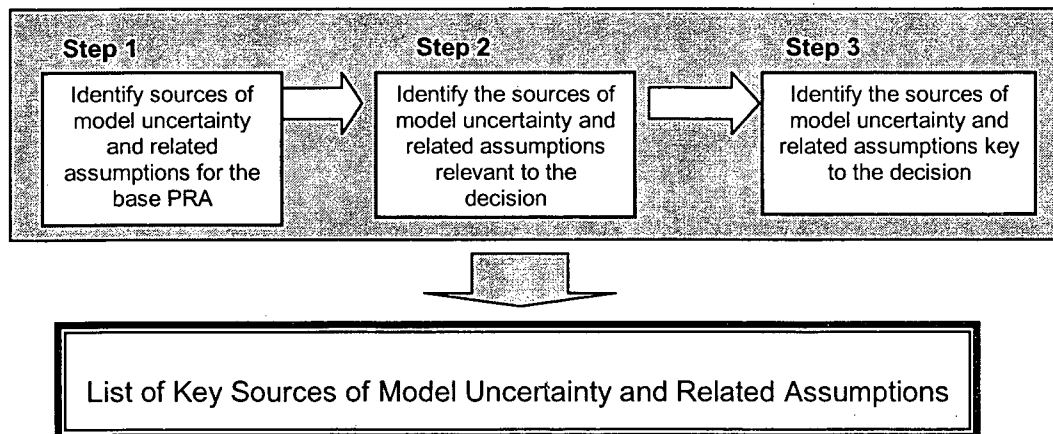 Step 1
Identify sources of
model uncertainty
and related
assumptions for the
base PRA
Step 2
Identify the sources of
model uncertainty and
related assumptions
relevant to the
decision
Step 3
Identify the sources of
model uncertainty and
related assumptions key
to the decision
List of Key Sources of Model Uncertainty and Related Assumptions